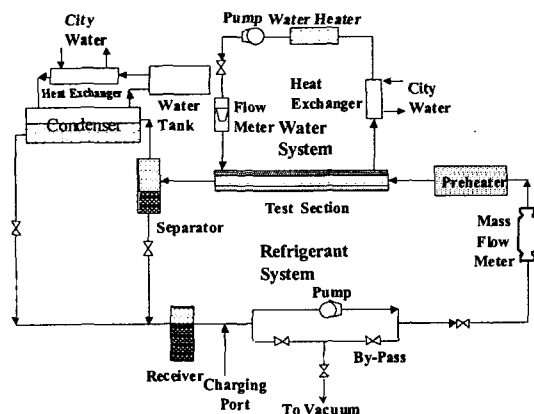 City
Water
Pump
Water Heater
Heat Exchanger
Condenser
Water
Tank
Flow
Meter
Heat
Exchanger
City
Water
Water
System
Preheater
Test Section
Separator
Mass
Flow
Meter
Refrigerant
System
Pump
By-Pass
Receiver
Charging
Port
To Vacuum